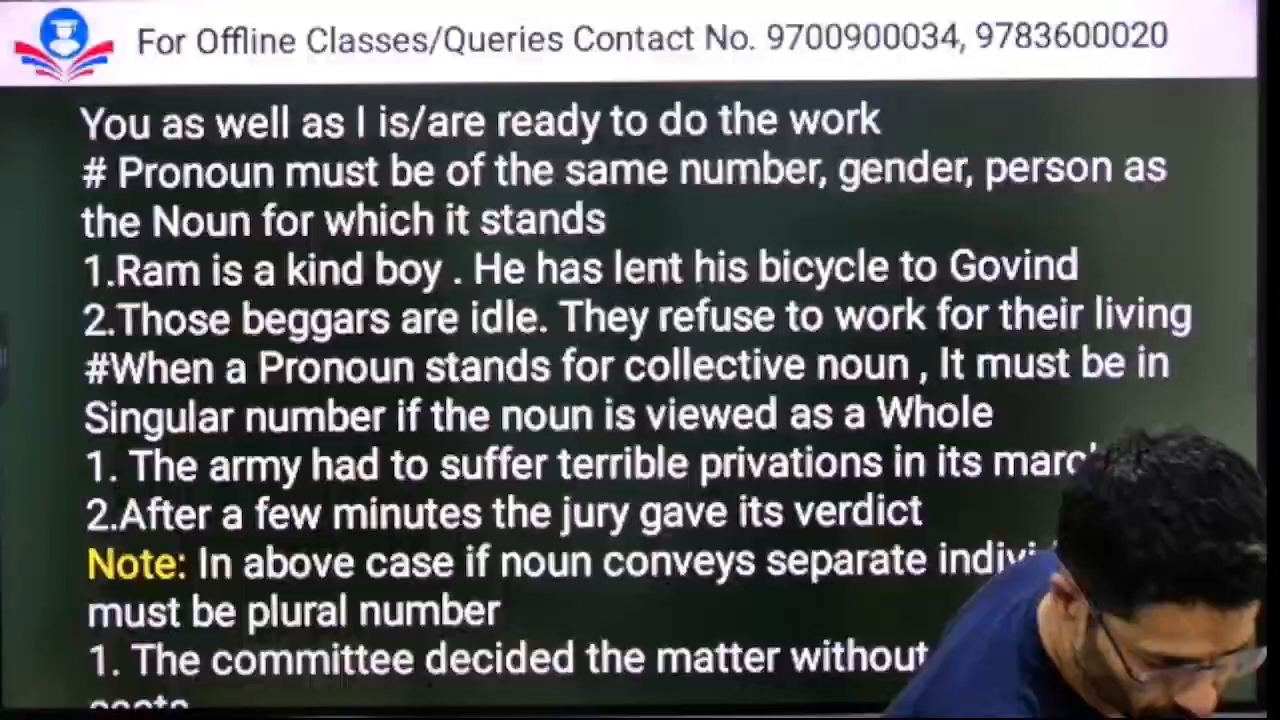 For Offline Classes/Queries Contact No. 9700900034, 9783600020
You as well as I is/are ready to do the work
# Pronoun must be of the same number, gender, person as
the Noun for which it stands
1.Ram is a kind boy . He has lent his bicycle to Govind
2.Those beggars are idle. They refuse to work for their living
#When a Pronoun stands for collective noun , It must be in
Singular number if the noun is viewed as a Whole
1. The army had to suffer terrible privations in its
2.After a few minutes the jury gave its verdict
Note: In above case if noun conveys separate
must be plural number
1. The committee decided the matter without